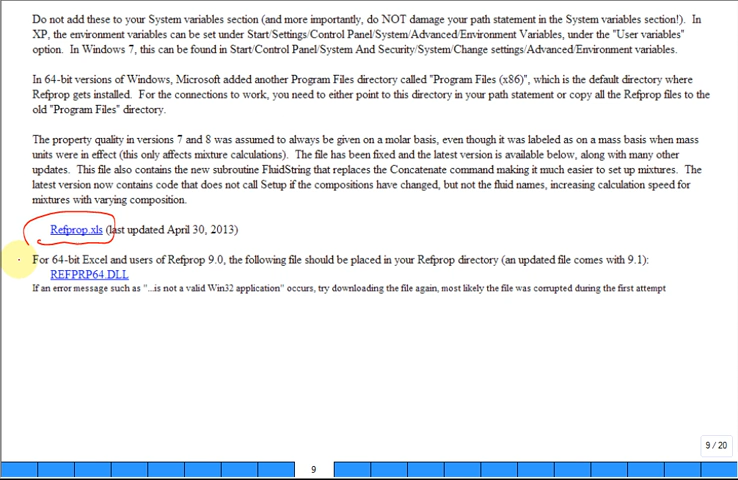 Do not add these to your System variables section (and more importantly, do NOT damage your path statement in the System variables section!). In
XP, the environment variables can be set under Start/Settings/Control Panel/System/Advanced/Environment Variables, under the "User variables"
option. In Windows 7, this can be found in Start/Control Panel/System And Security/System/Change settings/Advanced/Environment variables.
In 64-bit versions of Windows, Microsoft added another Program Files directory called "Program Files (x86)", which is the default directory where
Refprop gets installed. For the connections to work, you need to either point to this directory in your path statement or copy all the Refprop files to the
old "Program Files" directory.
The property quality in versions 7 and 8 was assumed to always be given on a molar basis, even though it was labeled as on a mass basis when mass
units were in effect (this only affects mixture calculations). The file has been fixed and the latest version is available below, along with many other
updates. This file also contains the new subroutine FluidString that replaces the Concatenate command making it much easier to set up mixtures. The
latest version now contains code that does not call Setup if the compositions have changed, but not the fluid names, increasing calculation speed for
mixtures with varying composition.
Refprop.xls (last updated April 30, 2013)
For 64-bit Excel and users of Refprop 9.0, the following file should be placed in your Refprop directory (an updated file comes with 9.1):
REFPRP64.DLL
If an error message such as "...is not a valid Win32 application" occurs, try downloading the file again, most likely the file was corrupted during the first attempt
9 / 20
9